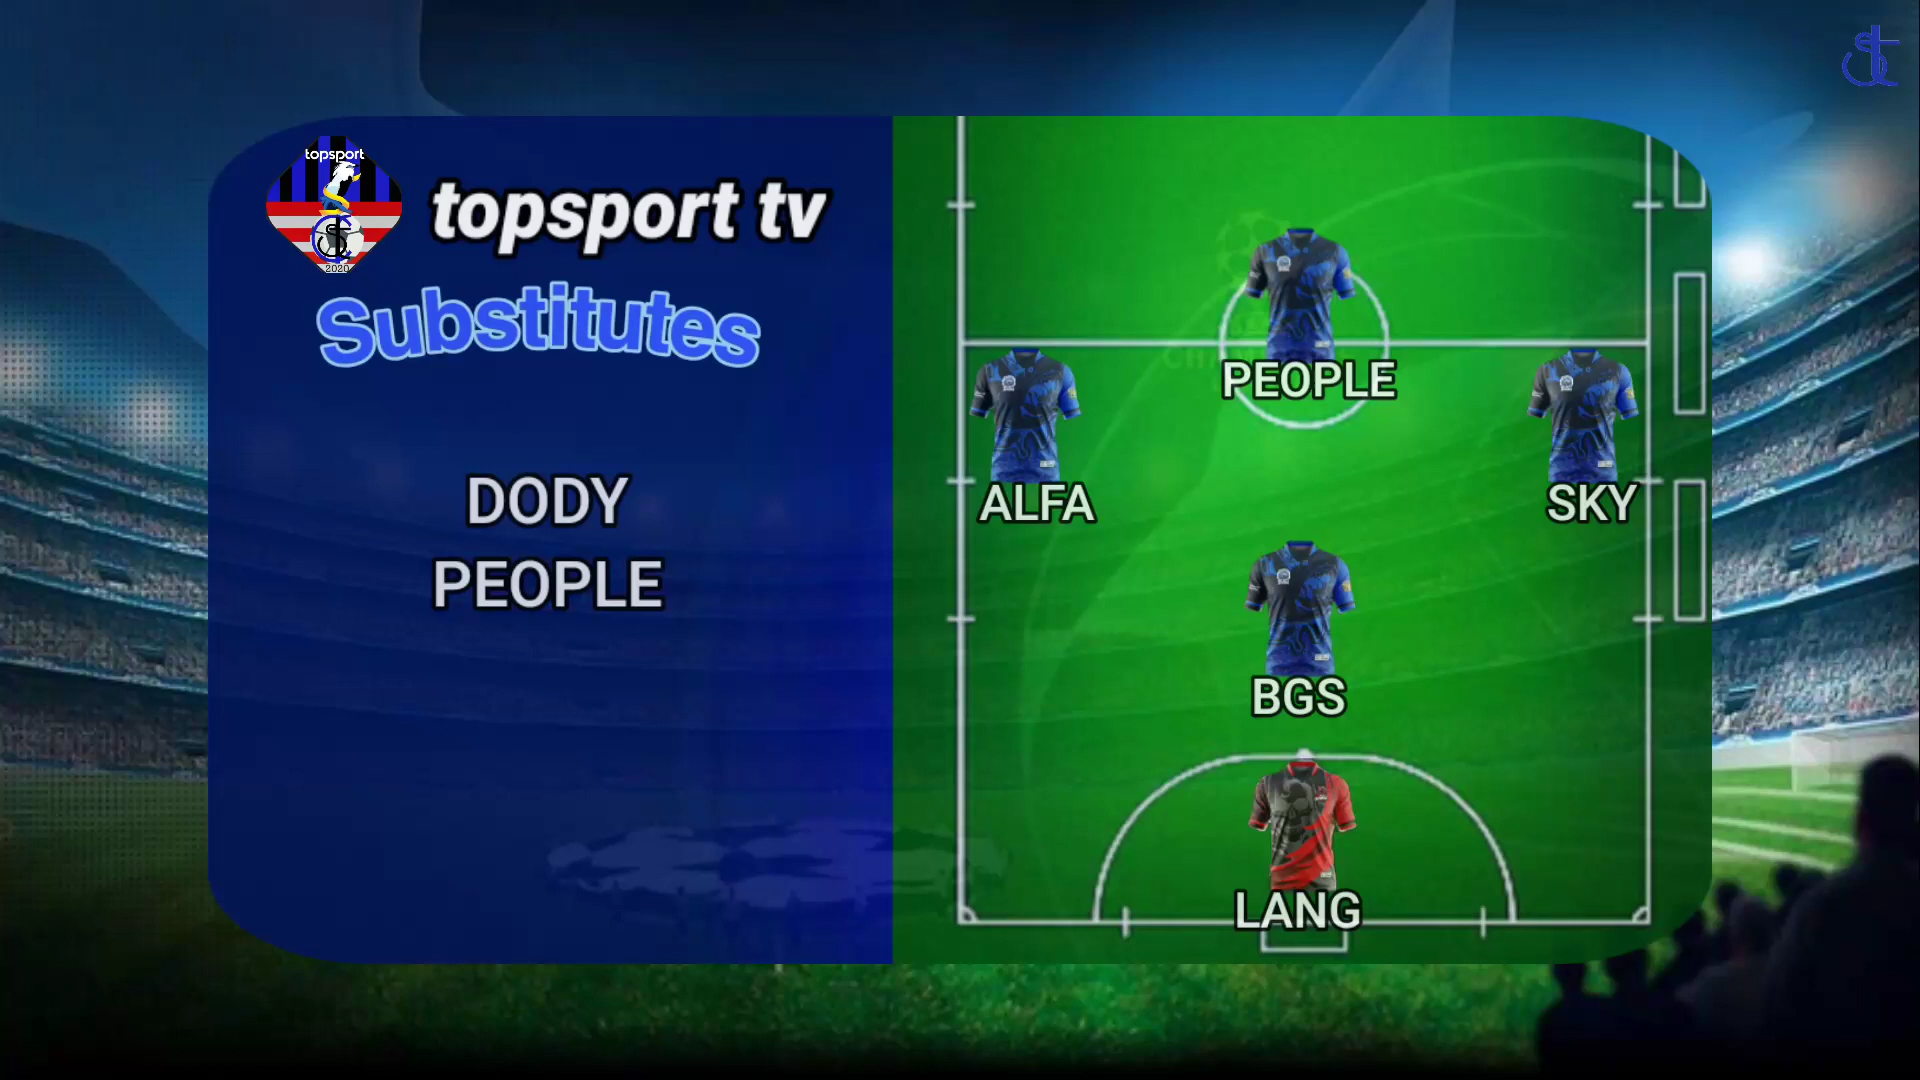 topsport
2020
topsport tv
Substitutes
DODY
PEOPLE
PEOPLE
ALFA
SKY
BGS
LANG